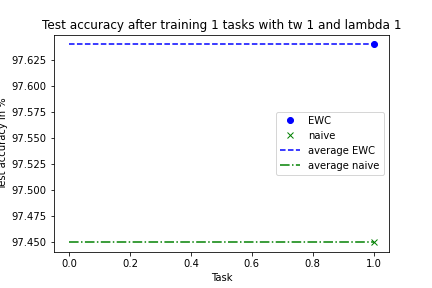 Test accuracy after training 1 tasks with tw 1 and lambda 1
Test accuracy in %
97.625
97.600
97.575
97.550
97.525
97.500
97.475
97.450
EWC
naive
average EWC
average naive
0.0 0.2 0.4 0.6 0.8 1.0
Task